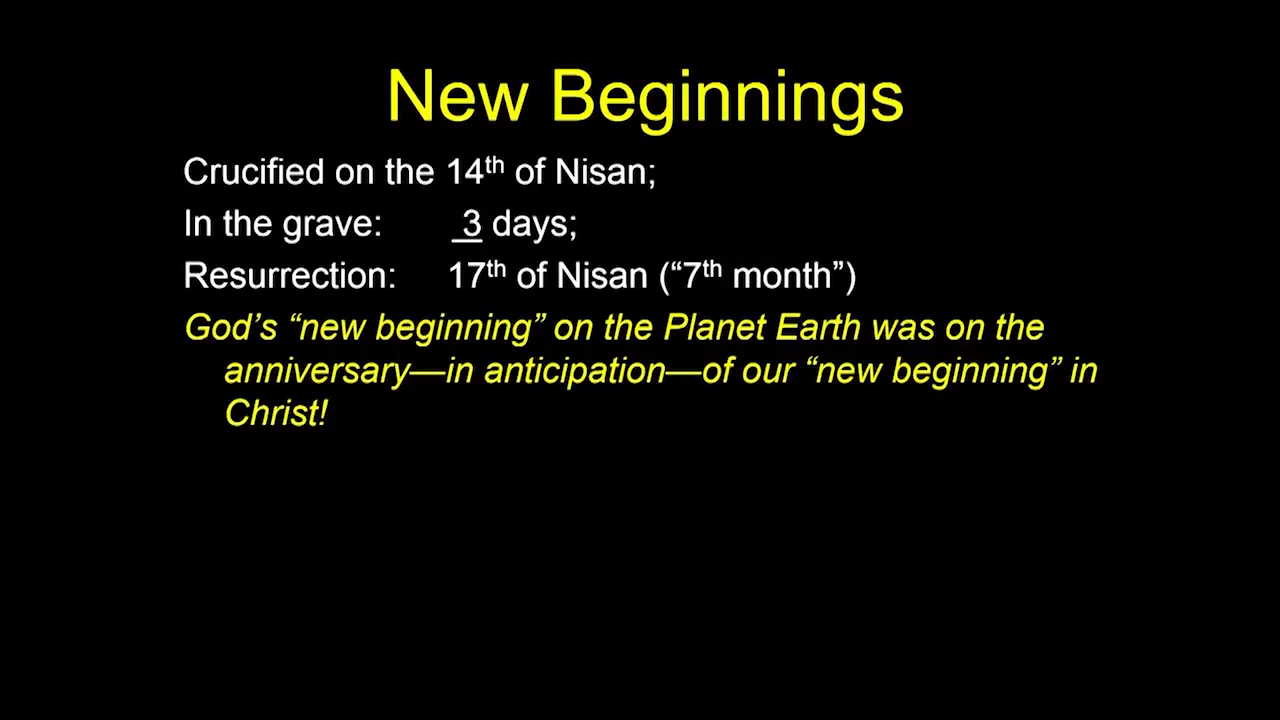 New Beginnings
Crucified on the 14th of Nisan;
In the grave: 3 days;
Resurrection: 17th of Nisan (“7th month”)
God’s “new beginning” on the Planet Earth was on the
anniversary—in anticipation—of our “new beginning” in
Christ!